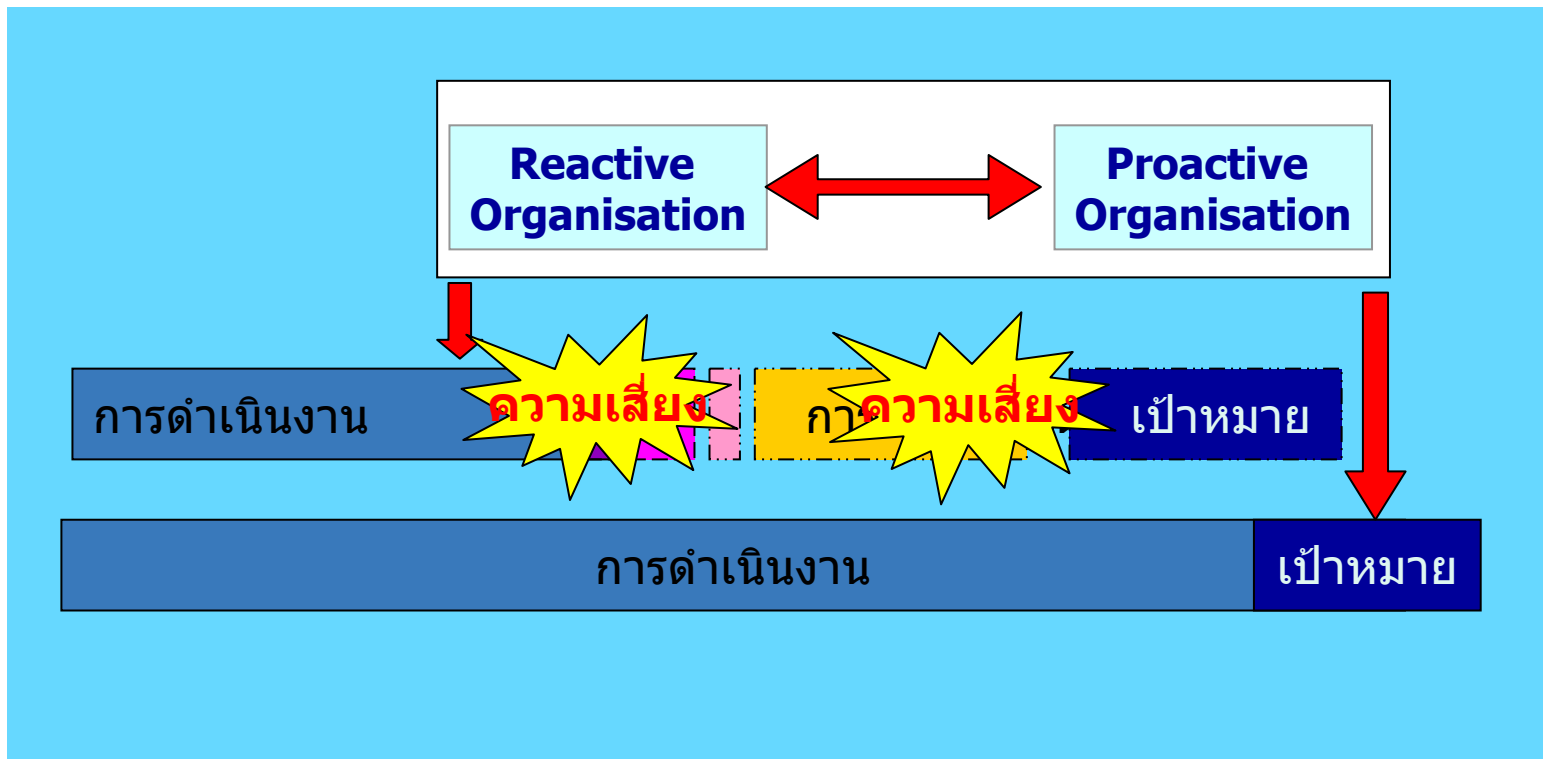 Reactive
Organisation
Proactive
Organisation
การดำเนินงาน
ความเสี่ยง
ความเสี่ยง
เป้าหมาย
การดำเนินงาน
เป้าหมาย